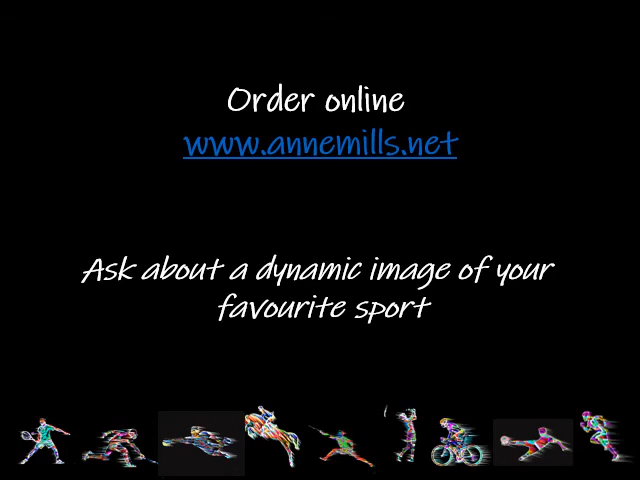 Order online
www.annemills.net
Ask about a dynamic image of your
favourite sport